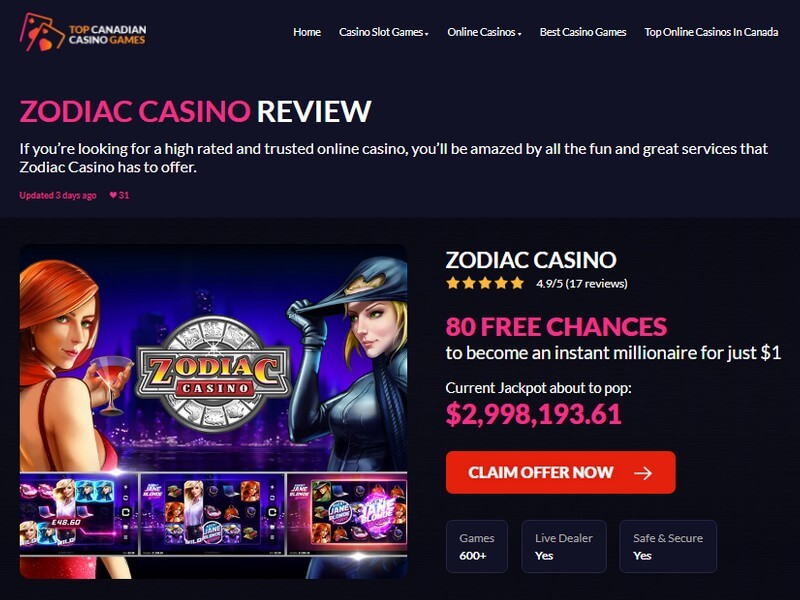 TOP CANADIAN
CASINO GAMES
Home
Casino Slot Games
Online Casinos
Best Casino Games
Top Online Casinos In Canada
ZODIAC CASINO REVIEW
If you’re looking for a high rated and trusted online casino, you’ll be amazed by all the fun and great services that
Zodiac Casino has to offer.
Updated 3 days ago
31
ZODIAC
CASINO
£48.60
JANE
BLONDE
ZODIAC CASINO
4.9/5 (17 reviews)
80 FREE CHANCES
to become an instant millionaire for just $1
Current Jackpot about to pop:
$2,998,193.61
CLAIM OFFER NOW
Games
600+
Live Dealer
Yes
Safe & Secure
Yes